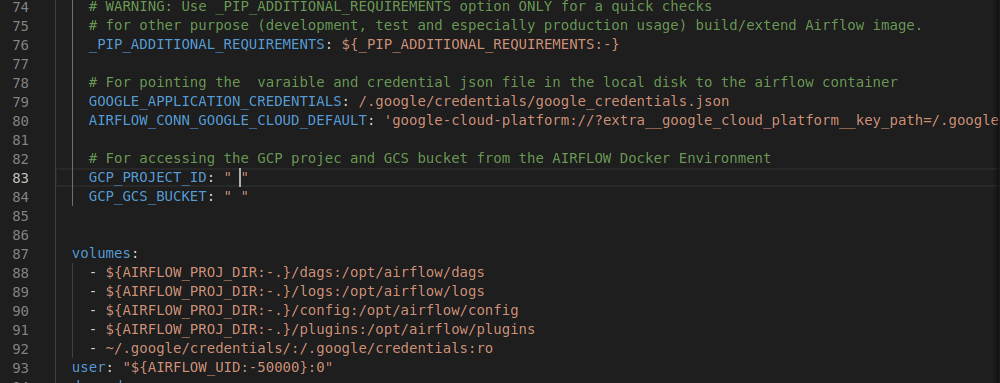 74 # WARNING: Use _PIP_ADDITIONAL_REQUIREMENTS option ONLY for a quick checks
75 # for other purpose (development, test and especially production usage) build/extend Airflow image.
76 _PIP_ADDITIONAL_REQUIREMENTS: ${_PIP_ADDITIONAL_REQUIREMENTS:-}
77
78 # For pointing the  varaible and credential json file in the local disk to the airflow container
79 GOOGLE_APPLICATION_CREDENTIALS: /.google/credentials/google_credentials.json
80 AIRFLOW_CONN_GOOGLE_CLOUD_DEFAULT: 'google-cloud-platform://?extra__google_cloud_platform__key_path=/.google
81
82 # For accessing the GCP projec and GCS bucket from the AIRFLOW Docker Environment
83 GCP_PROJECT_ID: " "
84 GCP_GCS_BUCKET: " "
85
86
87 volumes:
88 - ${AIRFLOW_PROJ_DIR:-.}/dags:/opt/airflow/dags
89 - ${AIRFLOW_PROJ_DIR:-.}/logs:/opt/airflow/logs
90 - ${AIRFLOW_PROJ_DIR:-.}/config:/opt/airflow/config
91 - ${AIRFLOW_PROJ_DIR:-.}/plugins:/opt/airflow/plugins
92 - ~/.google/credentials/:/.google/credentials:ro
93 user: "${AIRFLOW_UID:-50000}:0"